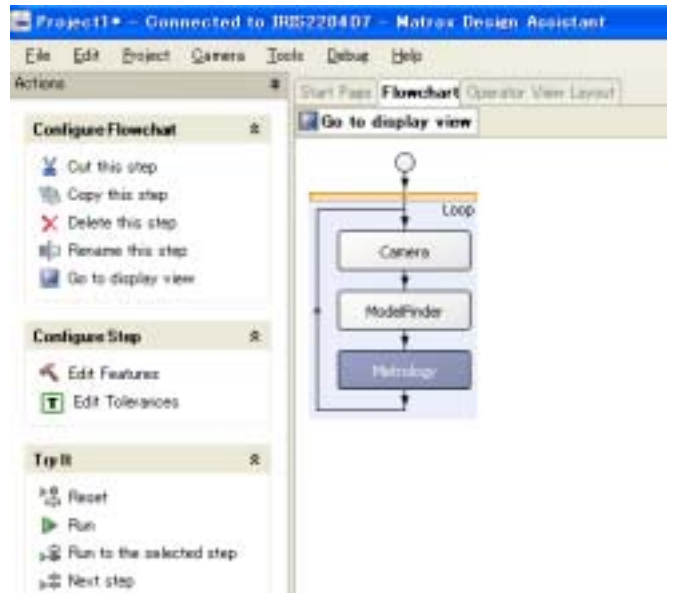 Project1* - Connected to IRIS220407 - Matrox Design Assistant
File Edit Project Camera Tools Debug Help
Actions
Start Page Flowchart Operator View Layout
Go to display view
Configure Flowchart
Cut this step
Copy this step
Delete this step
Rename this step
Go to display view
Configure Step
Edit Features
T Edit Tolerances
Try It
Reset
Run
Run to the selected step
Next step
Loop
Camera
ModelFinder
Metrology